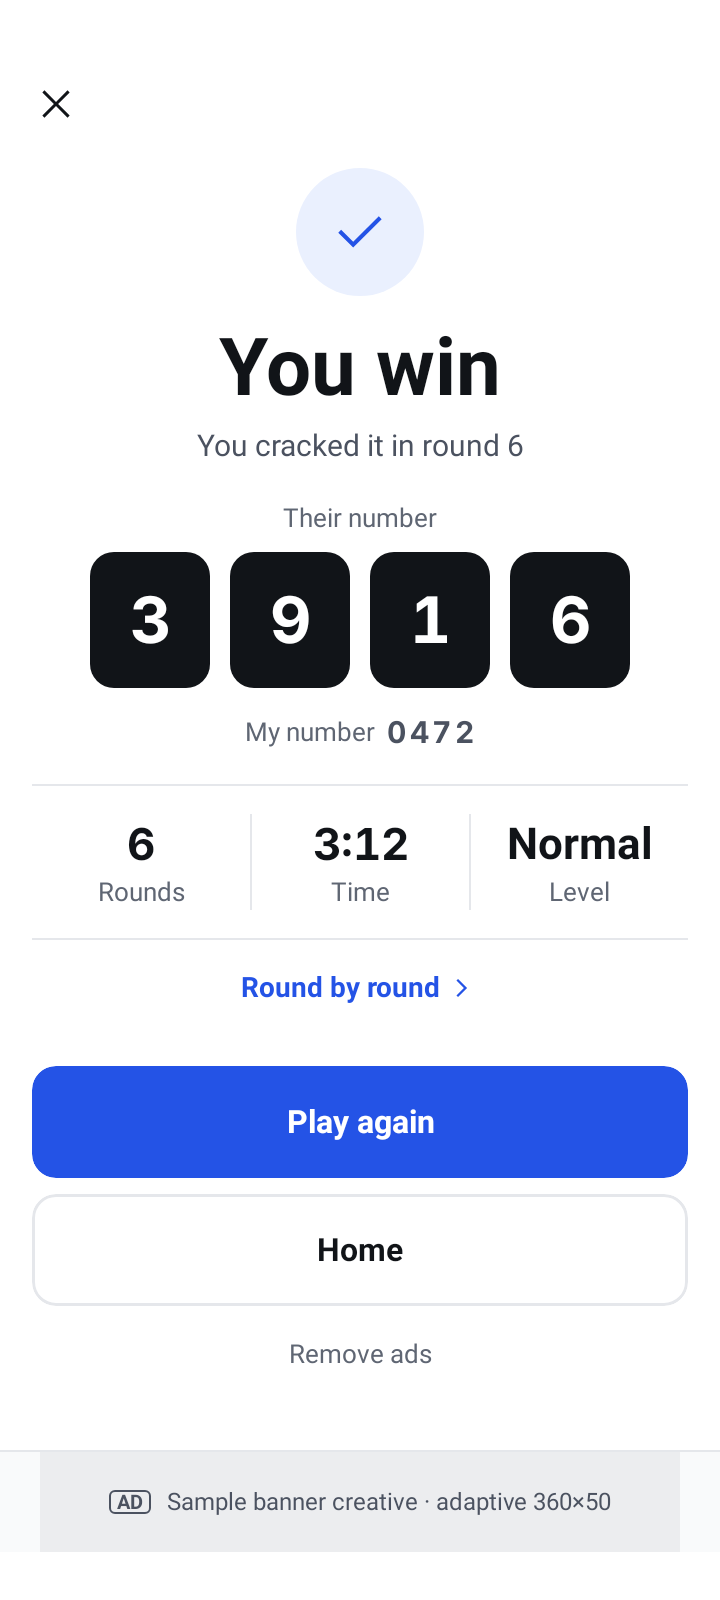 You win
You cracked it in round 6
Their number
3 9 1 6
My number 0472
6 3:12 Normal
Rounds Time Level
Round by round
Play again
Home
Remove ads
AD Sample banner creative · adaptive 360×50